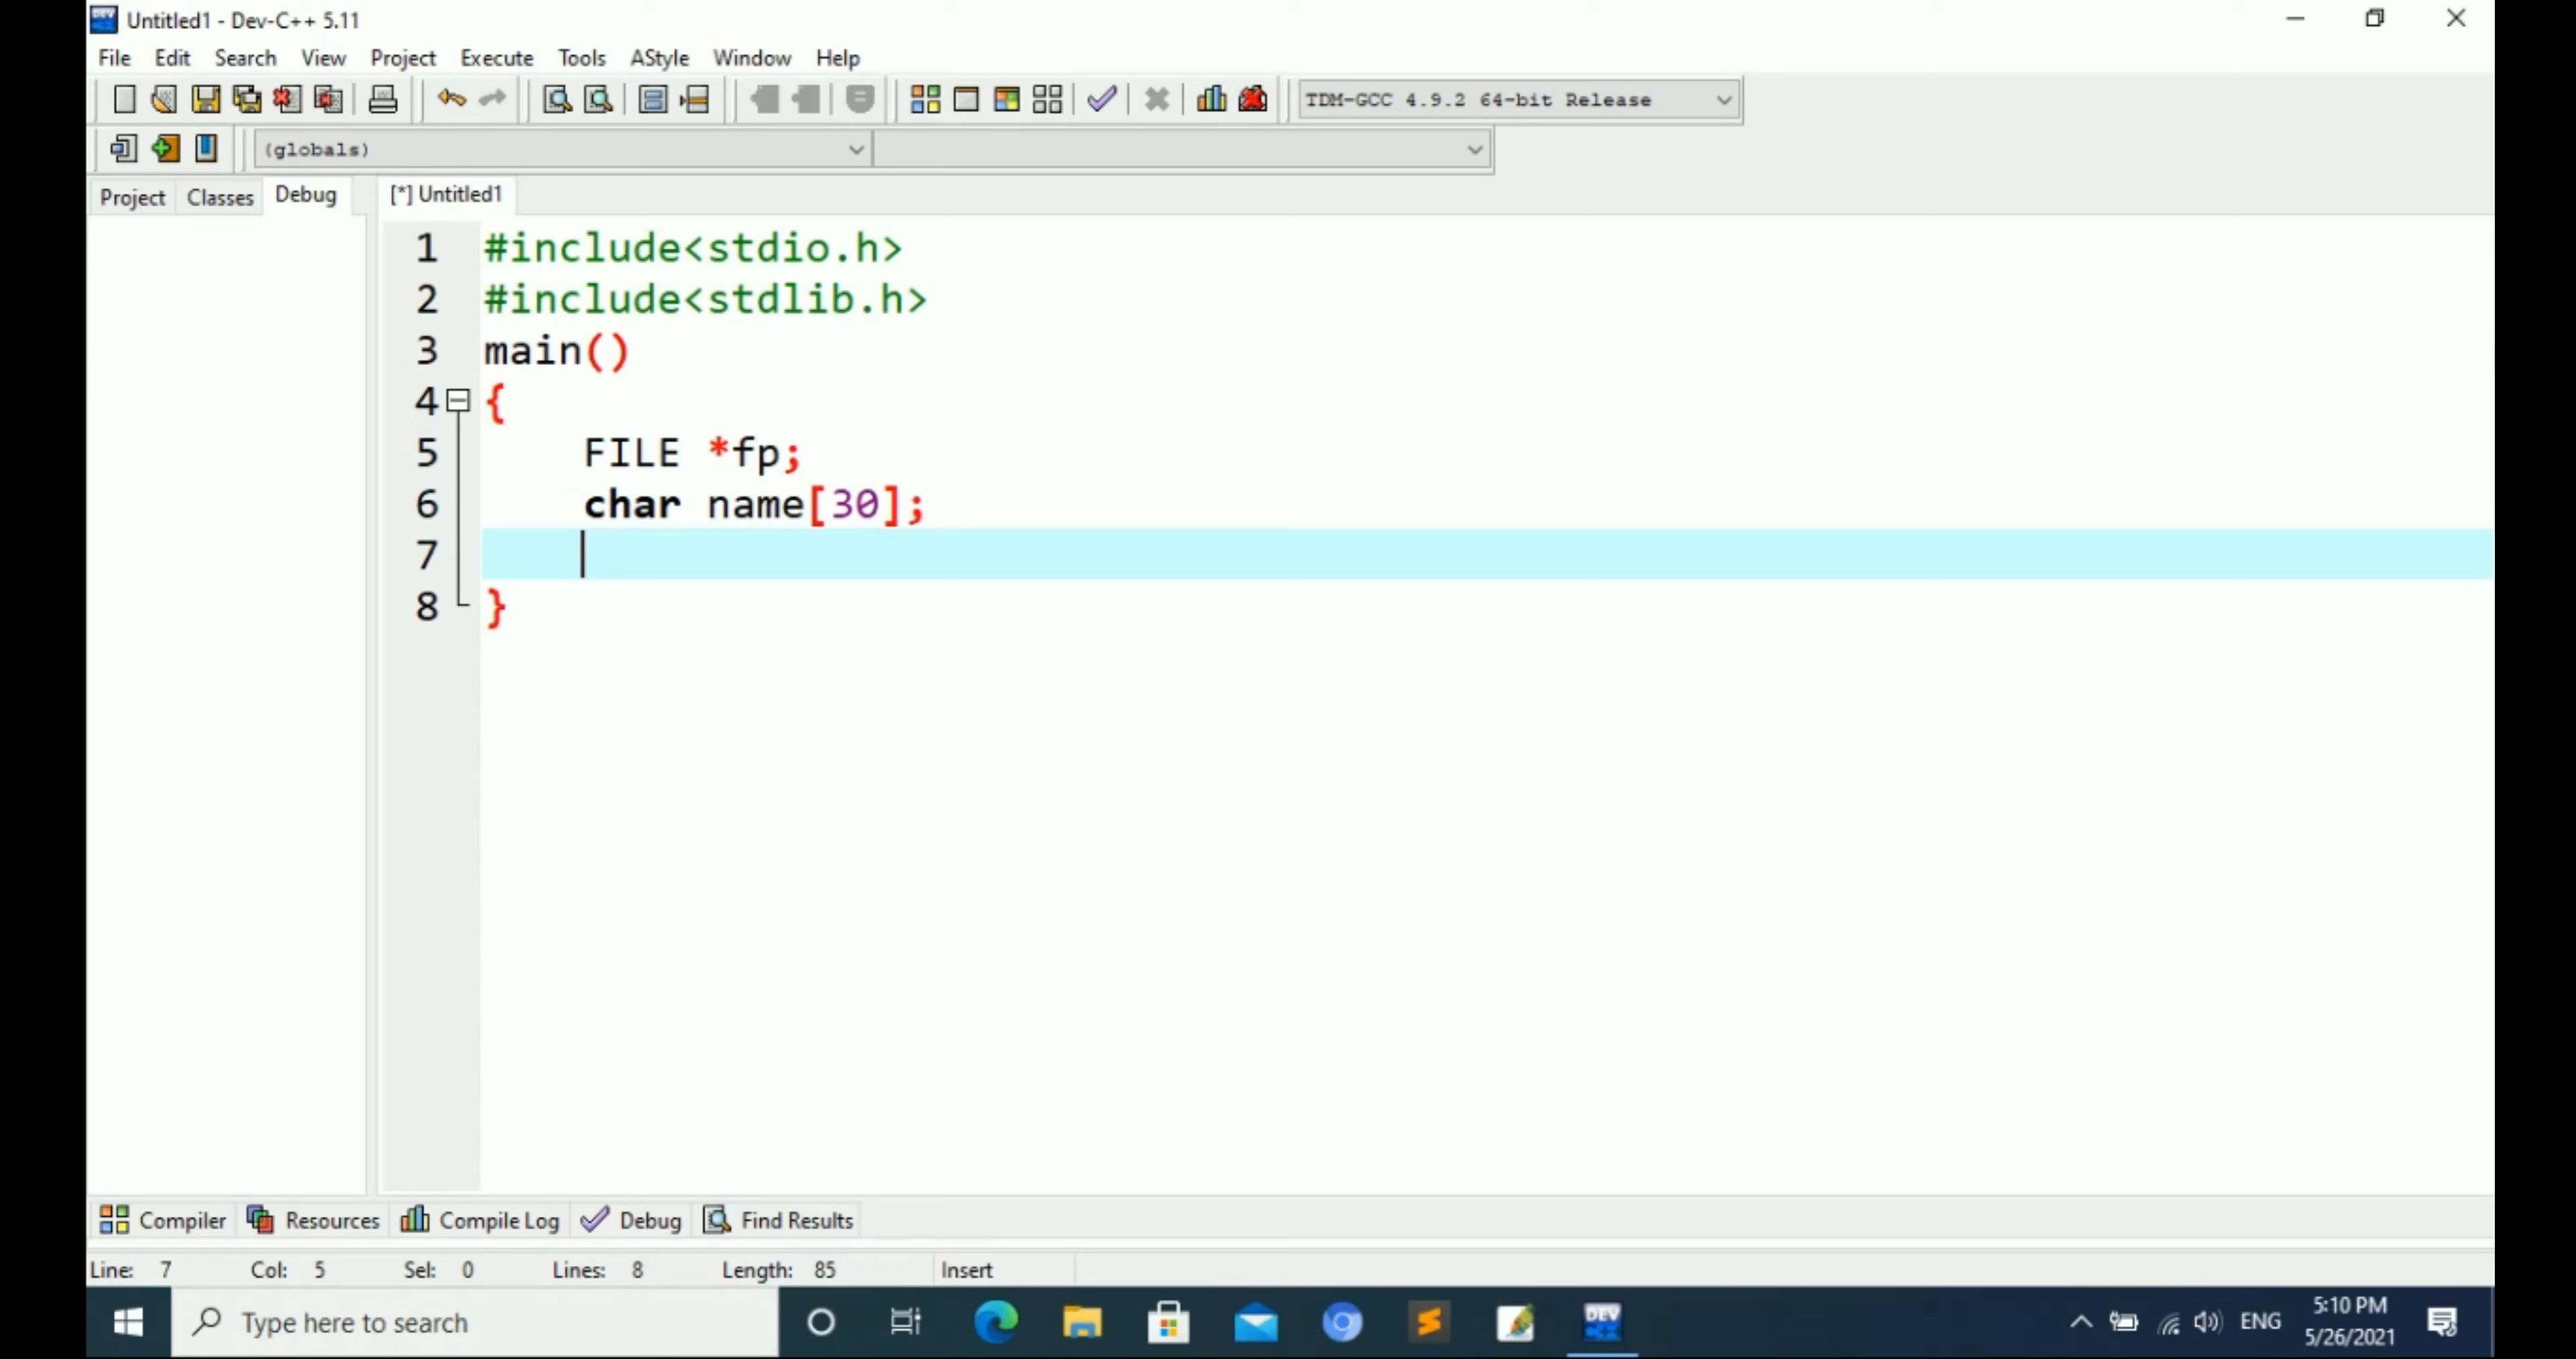 Untitled1 - Dev-C++ 5.11
File Edit Search View Project Execute Tools AStyle Window Help
TDM-GCC 4.9.2 64-bit Release
(globals)
Project Classes Debug [*] Untitled1
1 #include<stdio.h>
2 #include<stdlib.h>
3 main()
4 {
5 FILE *fp;
6 char name[30];
7
8 }
Compiler Resources Compile Log Debug Find Results
Line: 7 Col: 5 Sel: 0 Lines: 8 Length: 85 Insert
Type here to search DEV ENG 5:10 PM
5/26/2021